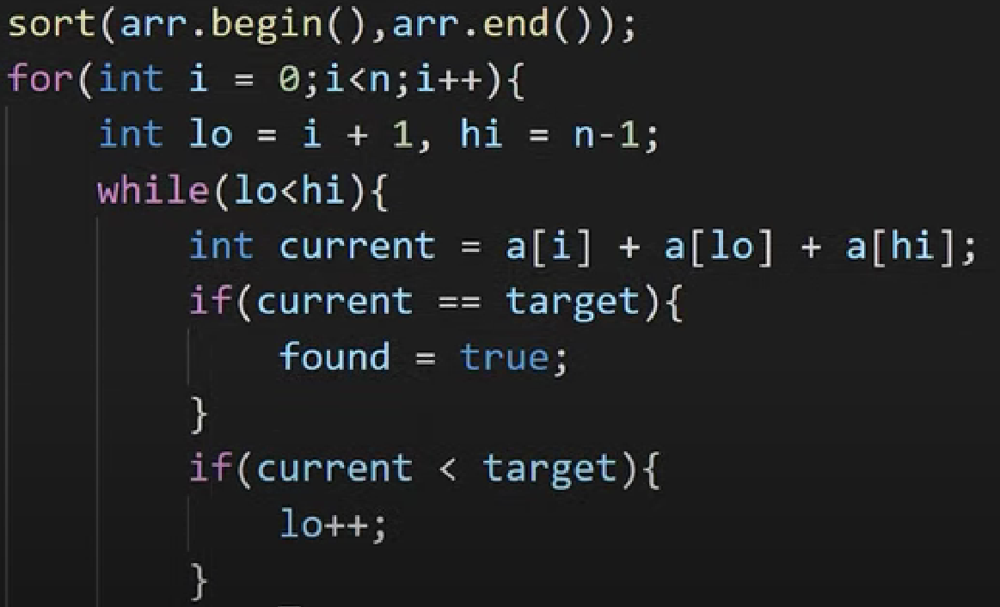 sort(arr.begin(),arr.end());
for(int i = 0;i<n;i++){
int lo = i + 1, hi = n-1;
while(lo<hi){
int current = a[i] + a[lo] + a[hi];
if(current == target){
found = true;
}
if(current < target){
lo++;
}